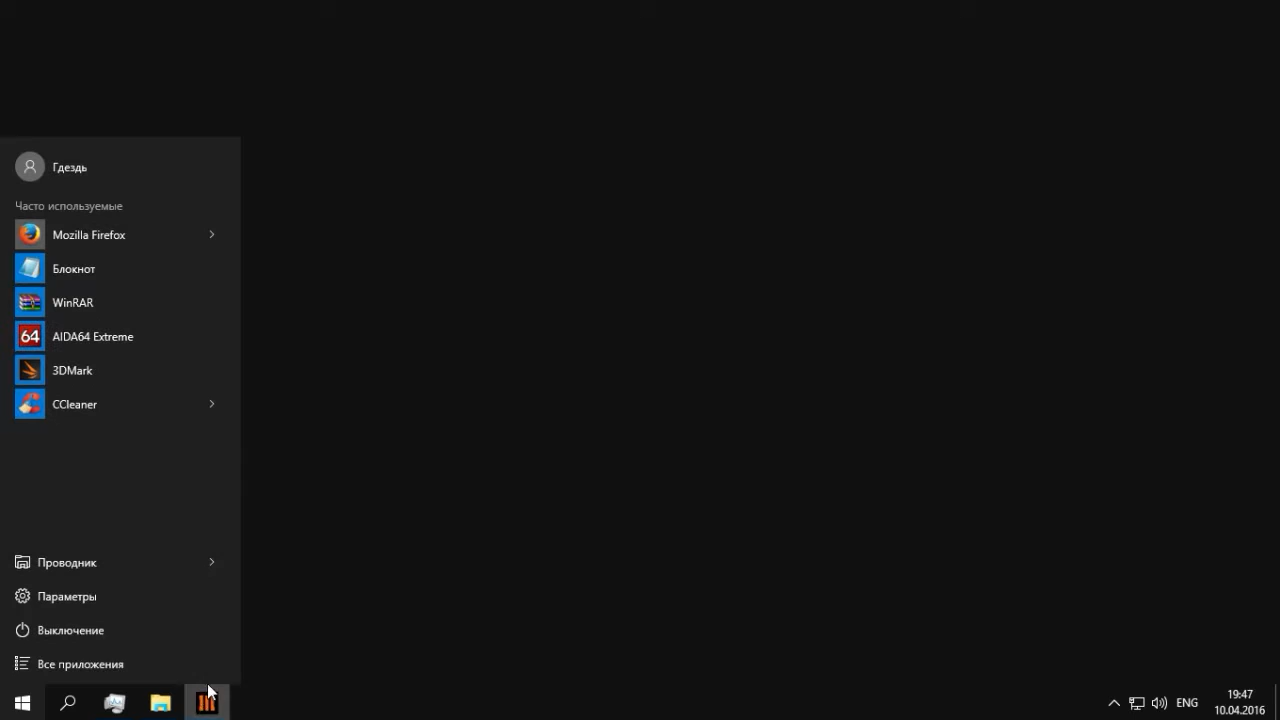 Гдездь
Часто используемые
Mozilla Firefox
Блокнот
WinRAR
64
AIDA64 Extreme
3DMark
CCleaner
Проводник
Параметры
Выключение
Все приложения
ENG
19:47
10.04.2016